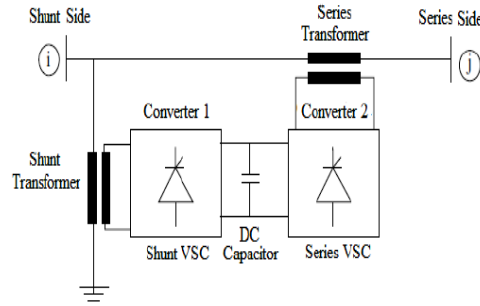 Shunt Side
Series
Transformer
Series Side
i
j
Converter 1
Converter 2
Shunt
Transformer
DC
Capacitor
Shunt VSC
Series VSC